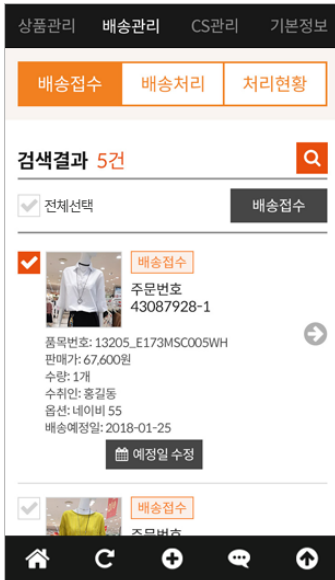 상품관리 배송관리 CS관리 기본정보
배송접수 배송처리 처리현황
검색결과 5건
전체선택 배송접수
배송접수
주문번호
43087928-1
품목번호: 13205_E173MSC005WH
판매가: 67,600원
수량: 1개
수취인: 홍길동
옵션: 네이비 55
배송예정일: 2018-01-25
예정일 수정
배송접수
주문번호